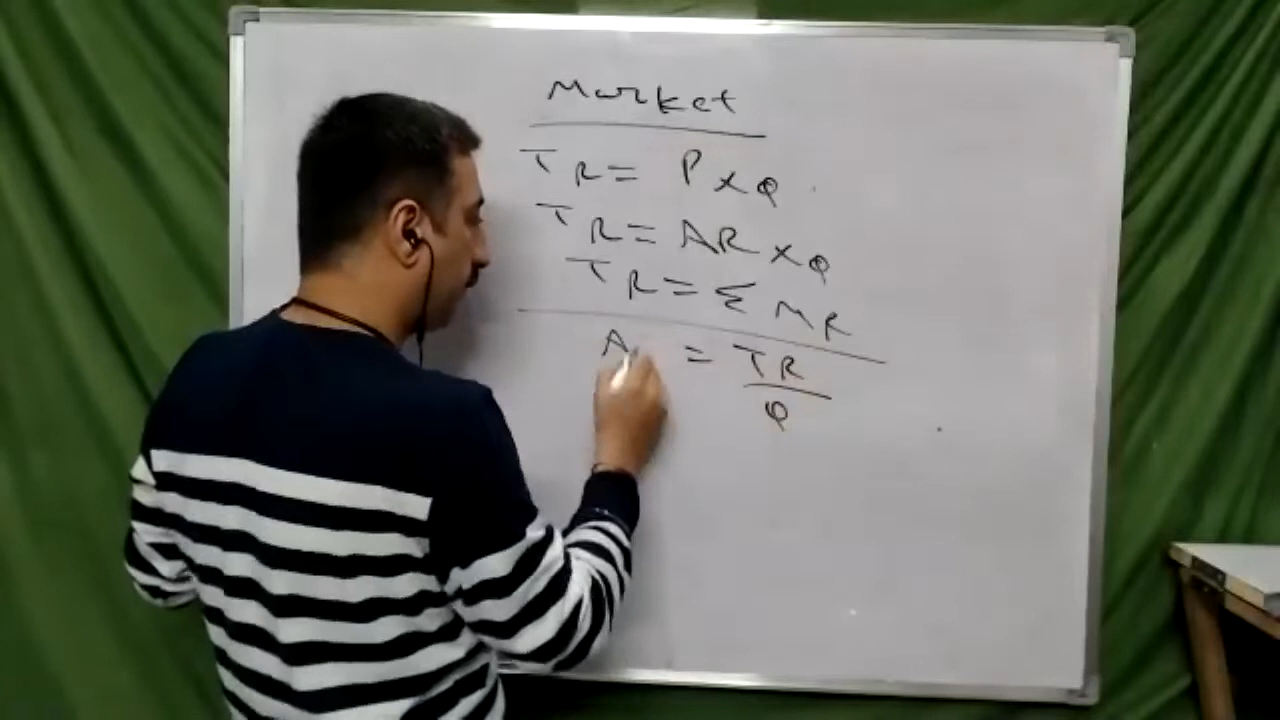 Market
TR = P x Q
TR = AR x Q
TR = Σ MR
A = TR
Q